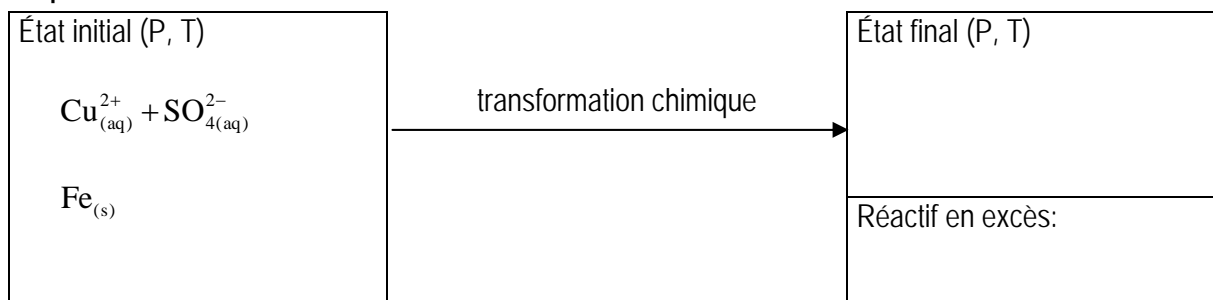 État initial (P, T)
Cu²⁺(aq) + SO₄²⁻(aq)
Fe(s)
transformation chimique
État final (P, T)
Réactif en excès: